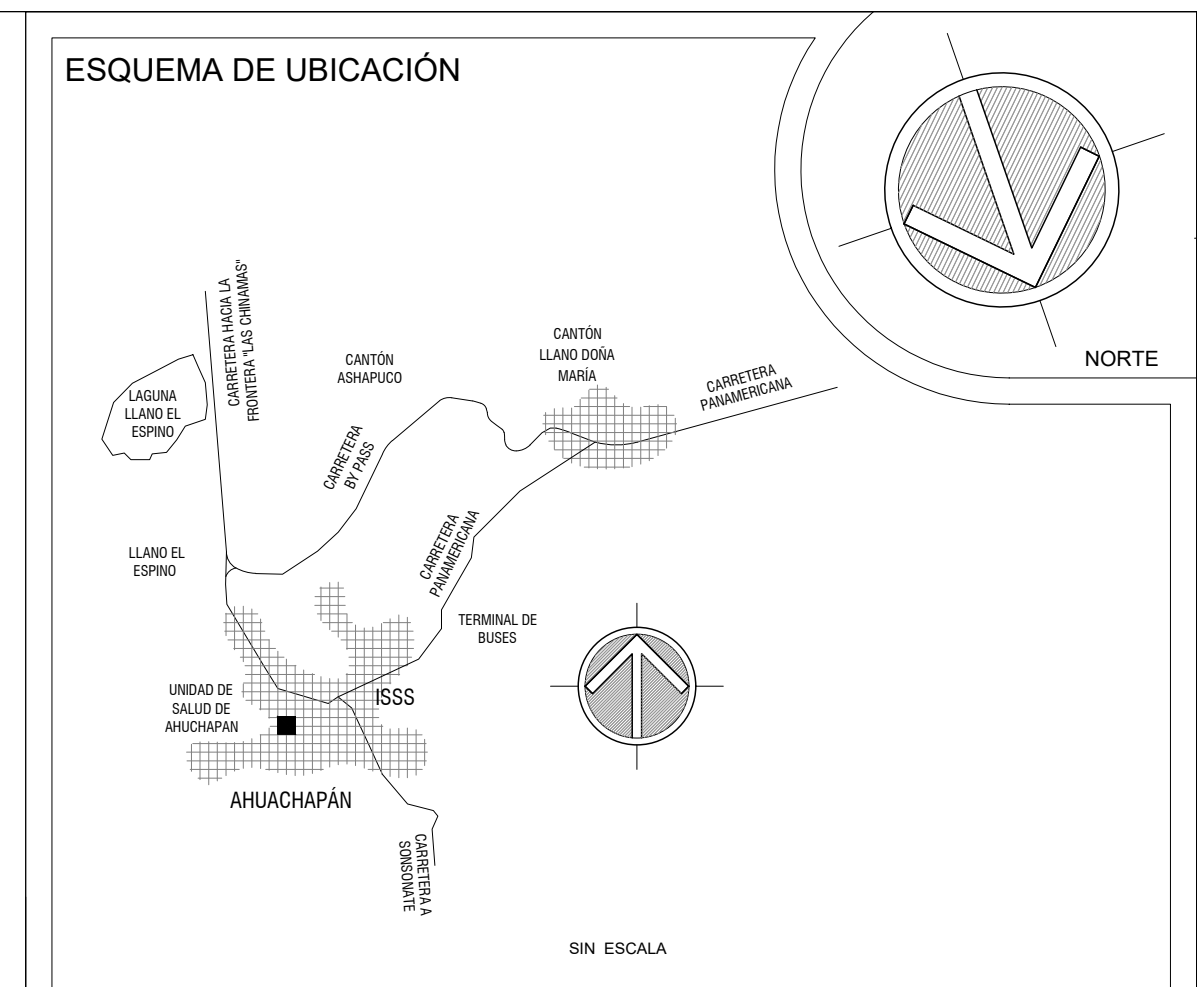 ESQUEMA DE UBICACIÓN
NORTE
CARRETERA HACIA LA
FRONTERA "LAS CHINAMAS"
LAGUNA
LLANO EL
ESPINO
CANTÓN
ASHAPUCO
CANTÓN
LLANO DOÑA
MARÍA
CARRETERA
PANAMERICANA
CARRETERA
BY PASS
CARRETERA
PANAMERICANA
LLANO EL
ESPINO
TERMINAL DE
BUSES
UNIDAD DE
SALUD DE
AHUCHAPAN
ISSS
AHUACHAPÁN
CARRETERA A
SONSONATE
SIN ESCALA